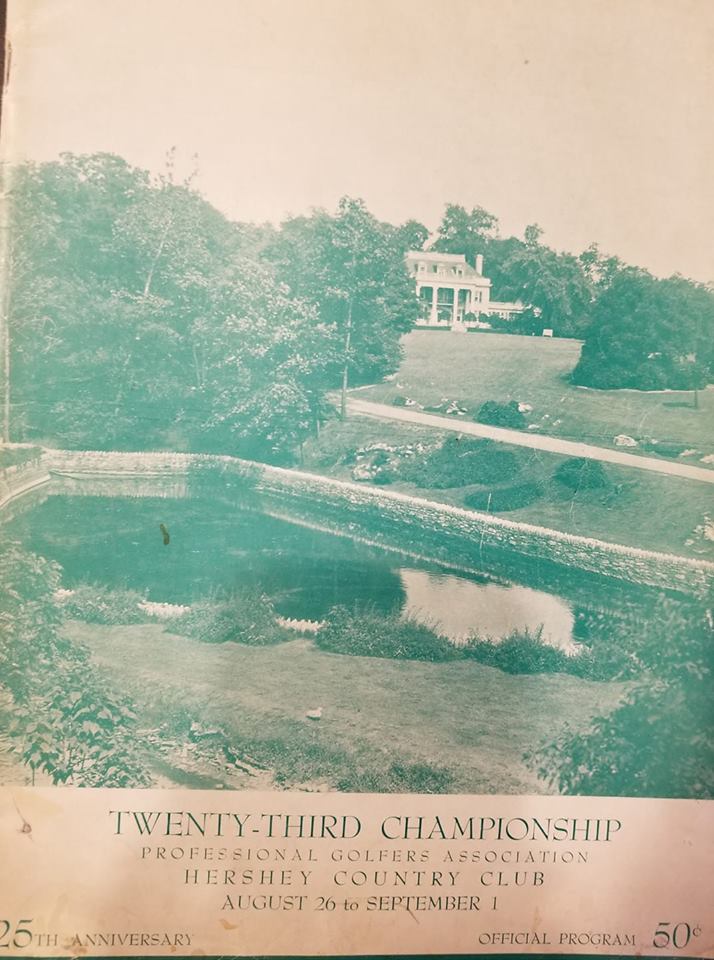 TWENTY-THIRD CHAMPIONSHIP
PROFESSIONAL GOLFERS ASSOCIATION
HERSHEY COUNTRY CLUB
AUGUST 26 to SEPTEMBER 1
25TH ANNIVERSARY OFFICIAL PROGRAM 50¢